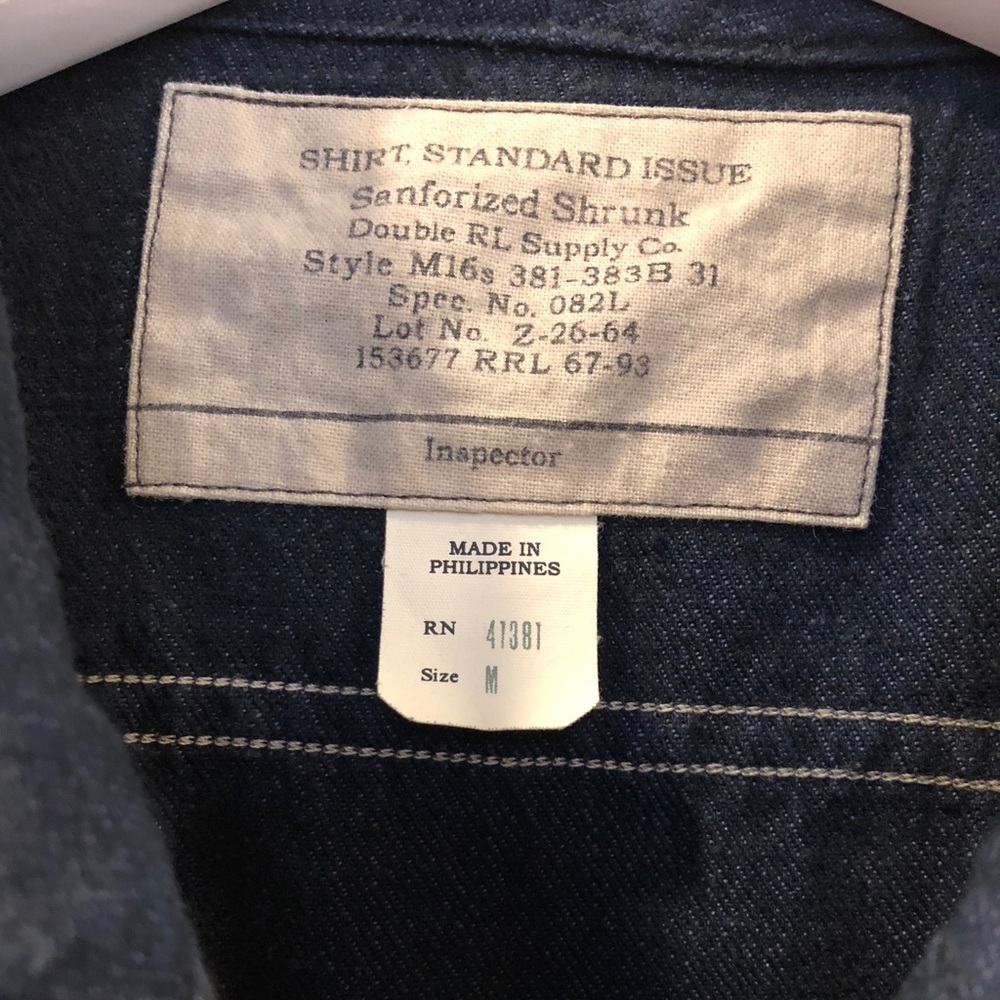 SHIRT, STANDARD ISSUE
Sanforized Shrunk
Double RL Supply Co.
Style M16s 381-383B 31
Spec. No. 082L
Lot No. Z-26-64
153677 RRL 67-93
Inspector
MADE IN
PHILIPPINES
RN 41381
Size M